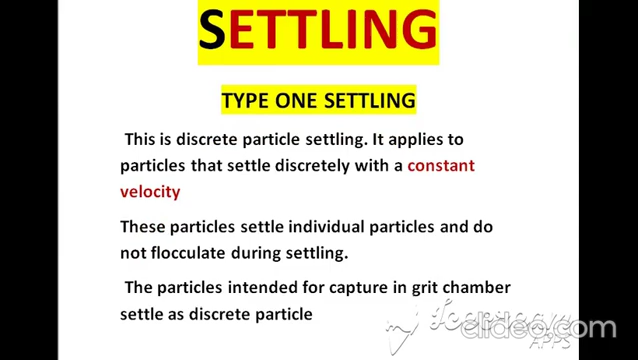 SETTLING
TYPE ONE SETTLING
This is discrete particle settling. It applies to
particles that settle discretely with a constant
velocity
These particles settle individual particles and do
not flocculate during settling.
The particles intended for capture in grit chamber
settle as discrete particle
clideo.com
APPS